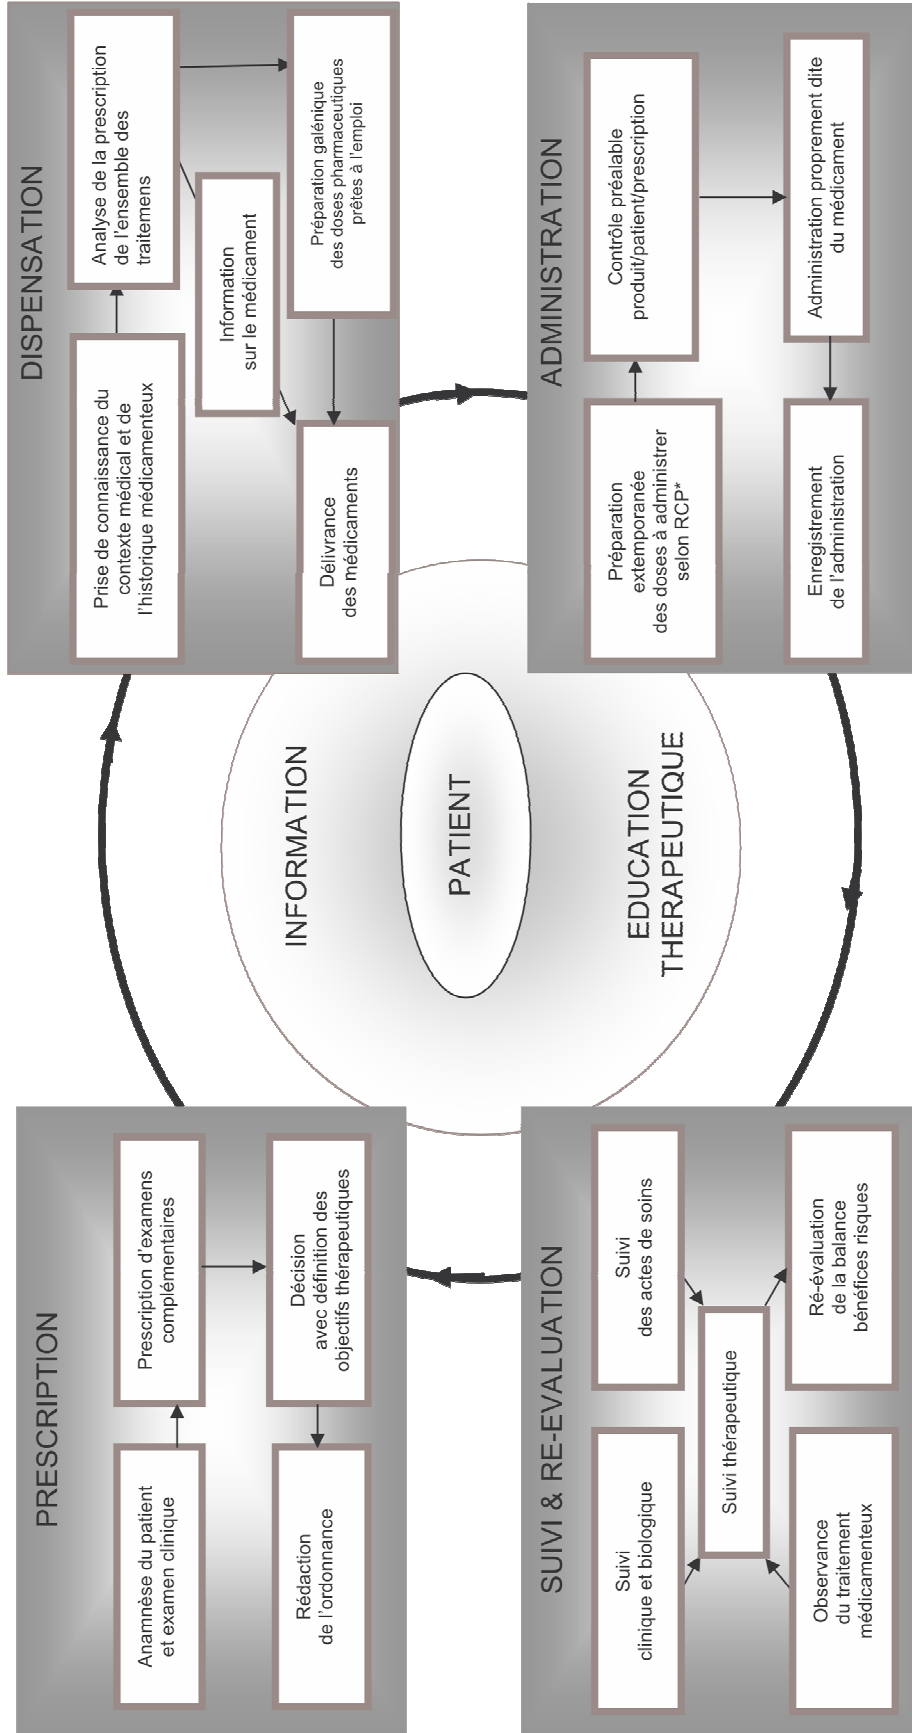 PRESCRIPTION
Anamnèse du patient
et examen clinique
Prescription d'examens
complémentaires
Décision
avec définition des
objectifs thérapeutiques
Rédaction
de l'ordonnance
DISPENSATION
Prise de connaissance du
contexte médical et de
l'historique médicamenteux
Analyse de la prescription
de l'ensemble des
traitemens
Information
sur le médicament
Préparation galénique
des doses pharmaceutiques
prêtes à l'emploi
Délivrance
des médicaments
INFORMATION
PATIENT
EDUCATION
THERAPEUTIQUE
SUIVI & RE-EVALUATION
Suivi
clinique et biologique
Suivi
des actes de soins
Suivi thérapeutique
Observance
du traitement
médicamenteux
Ré-évaluation
de la balance
bénéfices risques
ADMINISTRATION
Préparation
extemporanée
des doses à administrer
selon RCP*
Contrôle préalable
produit/patient/prescription
Administration proprement dite
du médicament
Enregistrement
de l'administration